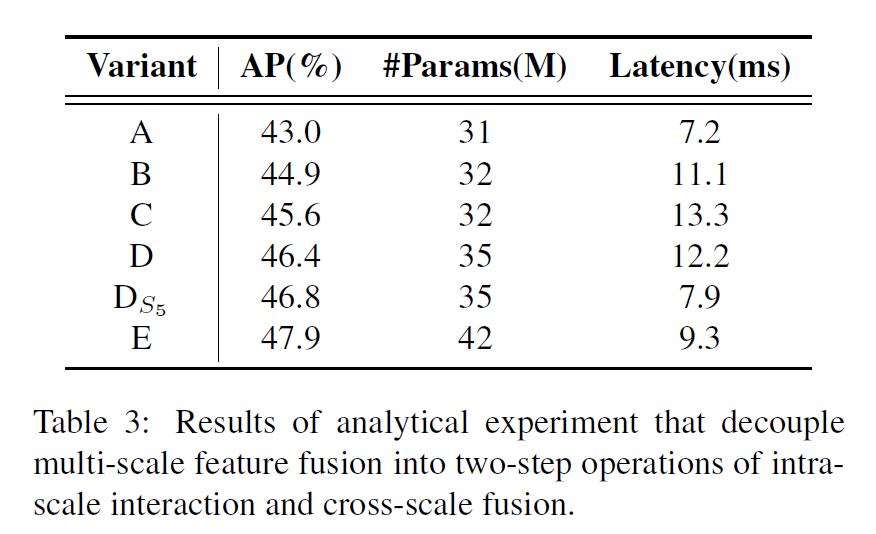 Variant AP(%) #Params(M) Latency(ms)
A 43.0 31 7.2
B 44.9 32 11.1
C 45.6 32 13.3
D 46.4 35 12.2
D_{S_5} 46.8 35 7.9
E 47.9 42 9.3
Table 3: Results of analytical experiment that decouple
multi-scale feature fusion into two-step operations of intra-
scale interaction and cross-scale fusion.